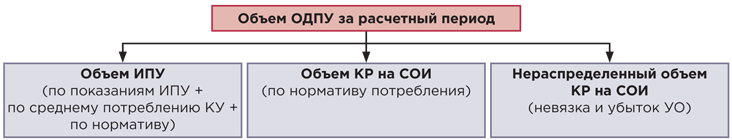 Объем ОДПУ за расчетный период
Объем ИПУ
(по показаниям ИПУ +
по среднему потреблению КУ +
по нормативу)
Объем КР на СОИ
(по нормативу потребления)
Нераспределенный объем
КР на СОИ
(невязка и убыток УО)